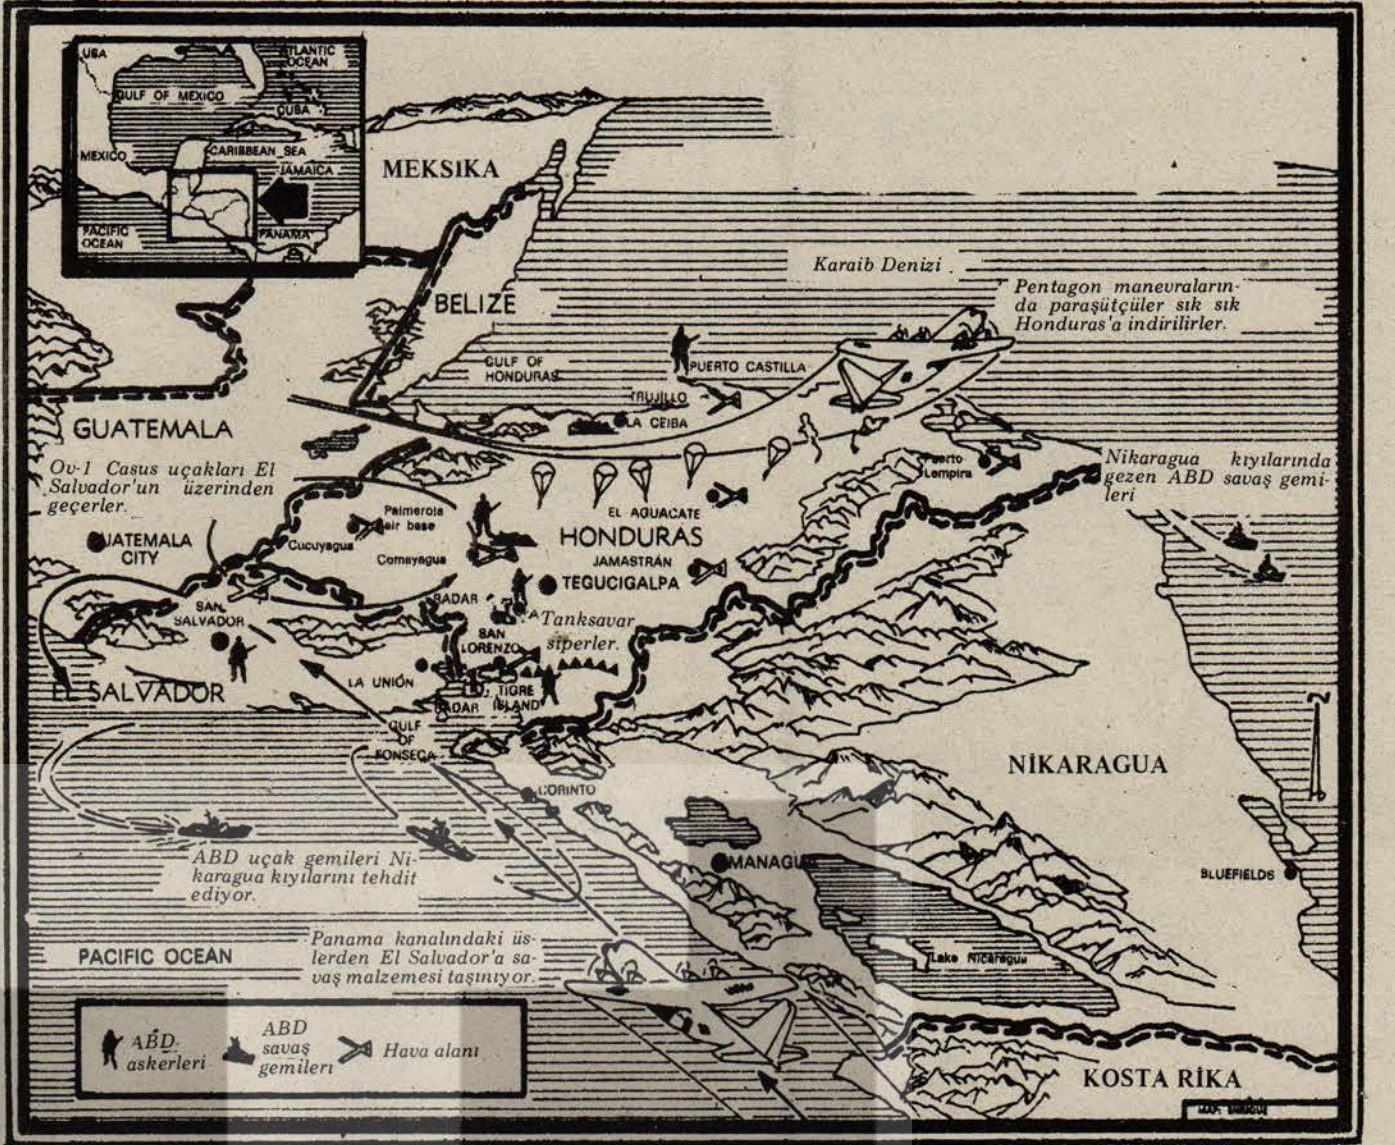 USA
ATLANTIC
OCEAN
GULF OF MEXICO
CUBA
MEXICO
CARIBBEAN SEA
JAMAICA
PACIFIC
OCEAN
PANAMA
MEKSİKA
Karaib Denizi
Pentagon manevraların-
da paraşütçüler sık sık
Honduras'a indirilirler.
BELIZE
GULF OF
HONDURAS
PUERTO CASTILLA
TRUJILLO
LA CEIBA
GUATEMALA
Ov-1 Casus uçakları El
Salvador'un üzerinden
geçerler.
Puerto
Lempira
Nikaragua kıyılarında
gezen ABD savaş gemi-
leri
Palmerola
air base
EL AGUACATE
HONDURAS
GUATEMALA
CITY
Cucuyagua
Comayagua
JAMASTRÁN
TEGUCIGALPA
RADAR
SAN
SALVADOR
Tanksavar
siperler.
SAN
LORENZO
LA UNIÓN
EL SALVADOR
TIGRE
ISLAND
RADAR
GULF
OF
FONSECA
NİKARAGUA
CORINTO
ABD uçak gemileri Ni-
karagua kıyılarını tehdit
ediyor.
MANAGUA
BLUEFIELDS
PACIFIC OCEAN
Panama kanalındaki üs-
lerden El Salvador'a sa-
vaş malzemesi taşınıyor.
Lake Nicaragua
ABD
askerleri
ABD
savaş
gemileri
Hava alanı
KOSTA RİKA